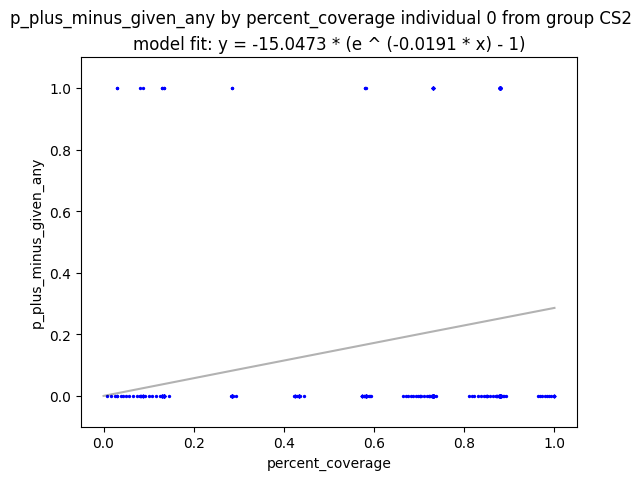 p_plus_minus_given_any by percent_coverage individual 0 from group CS2
model fit: y = -15.0473 * (e ^ (-0.0191 * x) - 1)
1.0
0.8
0.6
0.4
0.2
0.0
p_plus_minus_given_any
0.0 0.2 0.4 0.6 0.8 1.0
percent_coverage